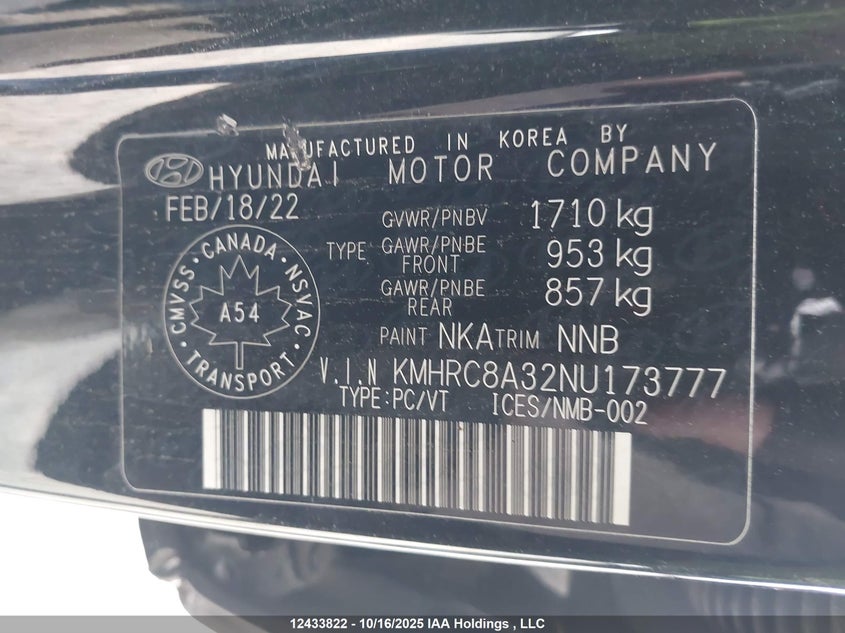 MANUFACTURED IN KOREA BY
HYUNDAI MOTOR COMPANY
FEB/18/22
GVWR/PNBV 1710 kg
TYPE GAWR/PNBE FRONT 953 kg
GAWR/PNBE REAR 857 kg
CMVSS · CANADA · NSVAC · TRANSPORT ·
A54
PAINT NKA TRIM NNB
V.I.N KMHRC8A32NU173777
TYPE:PC/VT ICES/NMB-002
12433822 - 10/16/2025 IAA Holdings , LLC